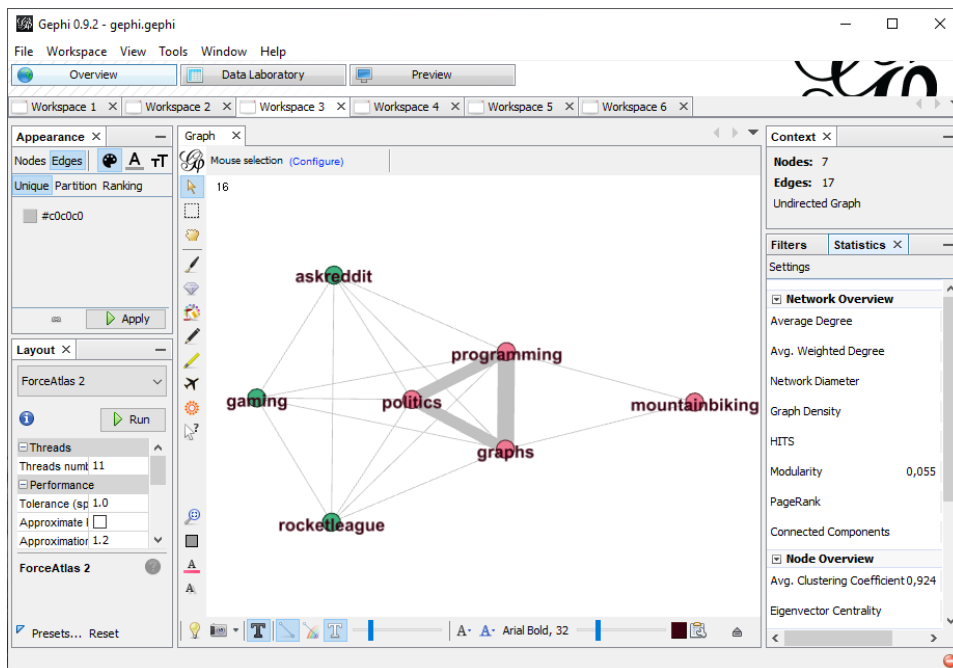 Gephi 0.9.2 - gephi.gephi
File Workspace View Tools Window Help
Overview Data Laboratory Preview
Workspace 1 Workspace 2 Workspace 3 Workspace 4 Workspace 5 Workspace 6
Appearance
Nodes Edges A TT
Unique Partition Ranking
#c0c0c0
Apply
Layout
ForceAtlas 2
Run
Threads
Threads numb 11
Performance
Tolerance (sp 1.0
Approximate
Approximation 1.2
ForceAtlas 2
Presets... Reset
Graph
Mouse selection (Configure)
16
askreddit
programming
gaming
politics
mountainbiking
graphs
rocketleague
T T A- A- Arial Bold, 32
Context
Nodes: 7
Edges: 17
Undirected Graph
Filters Statistics
Settings
Network Overview
Average Degree
Avg. Weighted Degree
Network Diameter
Graph Density
HITS
Modularity 0,055
PageRank
Connected Components
Node Overview
Avg. Clustering Coefficient 0,924
Eigenvector Centrality